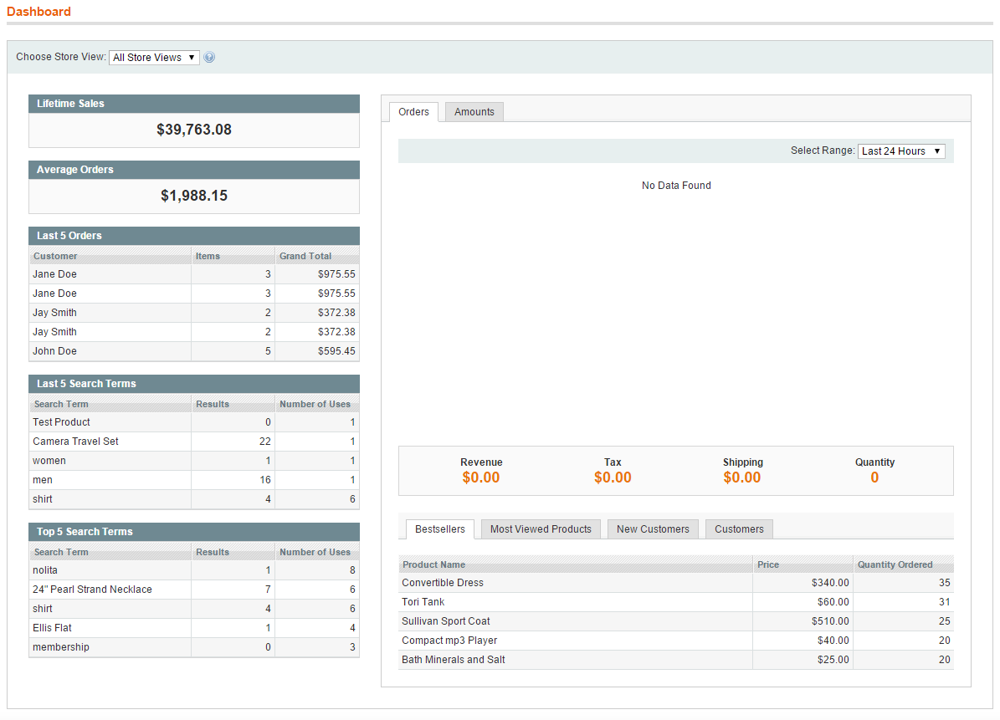 Dashboard
Choose Store View: All Store Views ▼ ?
Lifetime Sales
$39,763.08
Average Orders
$1,988.15
Last 5 Orders
Customer Items Grand Total
Jane Doe 3 $975.55
Jane Doe 3 $975.55
Jay Smith 2 $372.38
Jay Smith 2 $372.38
John Doe 5 $595.45
Last 5 Search Terms
Search Term Results Number of Uses
Test Product 0 1
Camera Travel Set 22 1
women 1 1
men 16 1
shirt 4 6
Top 5 Search Terms
Search Term Results Number of Uses
nolita 1 8
24" Pearl Strand Necklace 7 6
shirt 4 6
Ellis Flat 1 4
membership 0 3
Orders Amounts
Select Range: Last 24 Hours ▼
No Data Found
Revenue Tax Shipping Quantity
$0.00 $0.00 $0.00 0
Bestsellers Most Viewed Products New Customers Customers
Product Name Price Quantity Ordered
Convertible Dress $340.00 35
Tori Tank $60.00 31
Sullivan Sport Coat $510.00 25
Compact mp3 Player $40.00 20
Bath Minerals and Salt $25.00 20